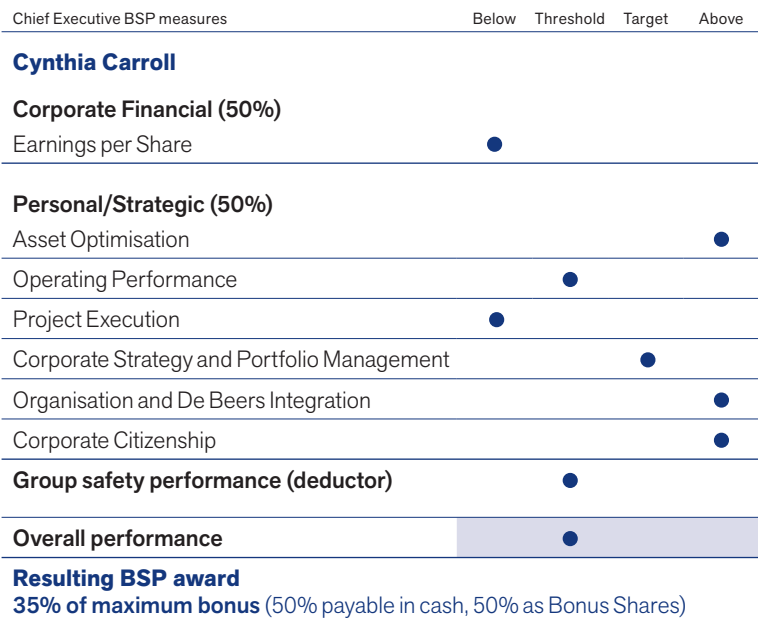 Chief Executive BSP measures Below Threshold Target Above
Cynthia Carroll
Corporate Financial (50%)
Earnings per Share
Personal/Strategic (50%)
Asset Optimisation
Operating Performance
Project Execution
Corporate Strategy and Portfolio Management
Organisation and De Beers Integration
Corporate Citizenship
Group safety performance (deductor)
Overall performance
Resulting BSP award
35% of maximum bonus (50% payable in cash, 50% as Bonus Shares)